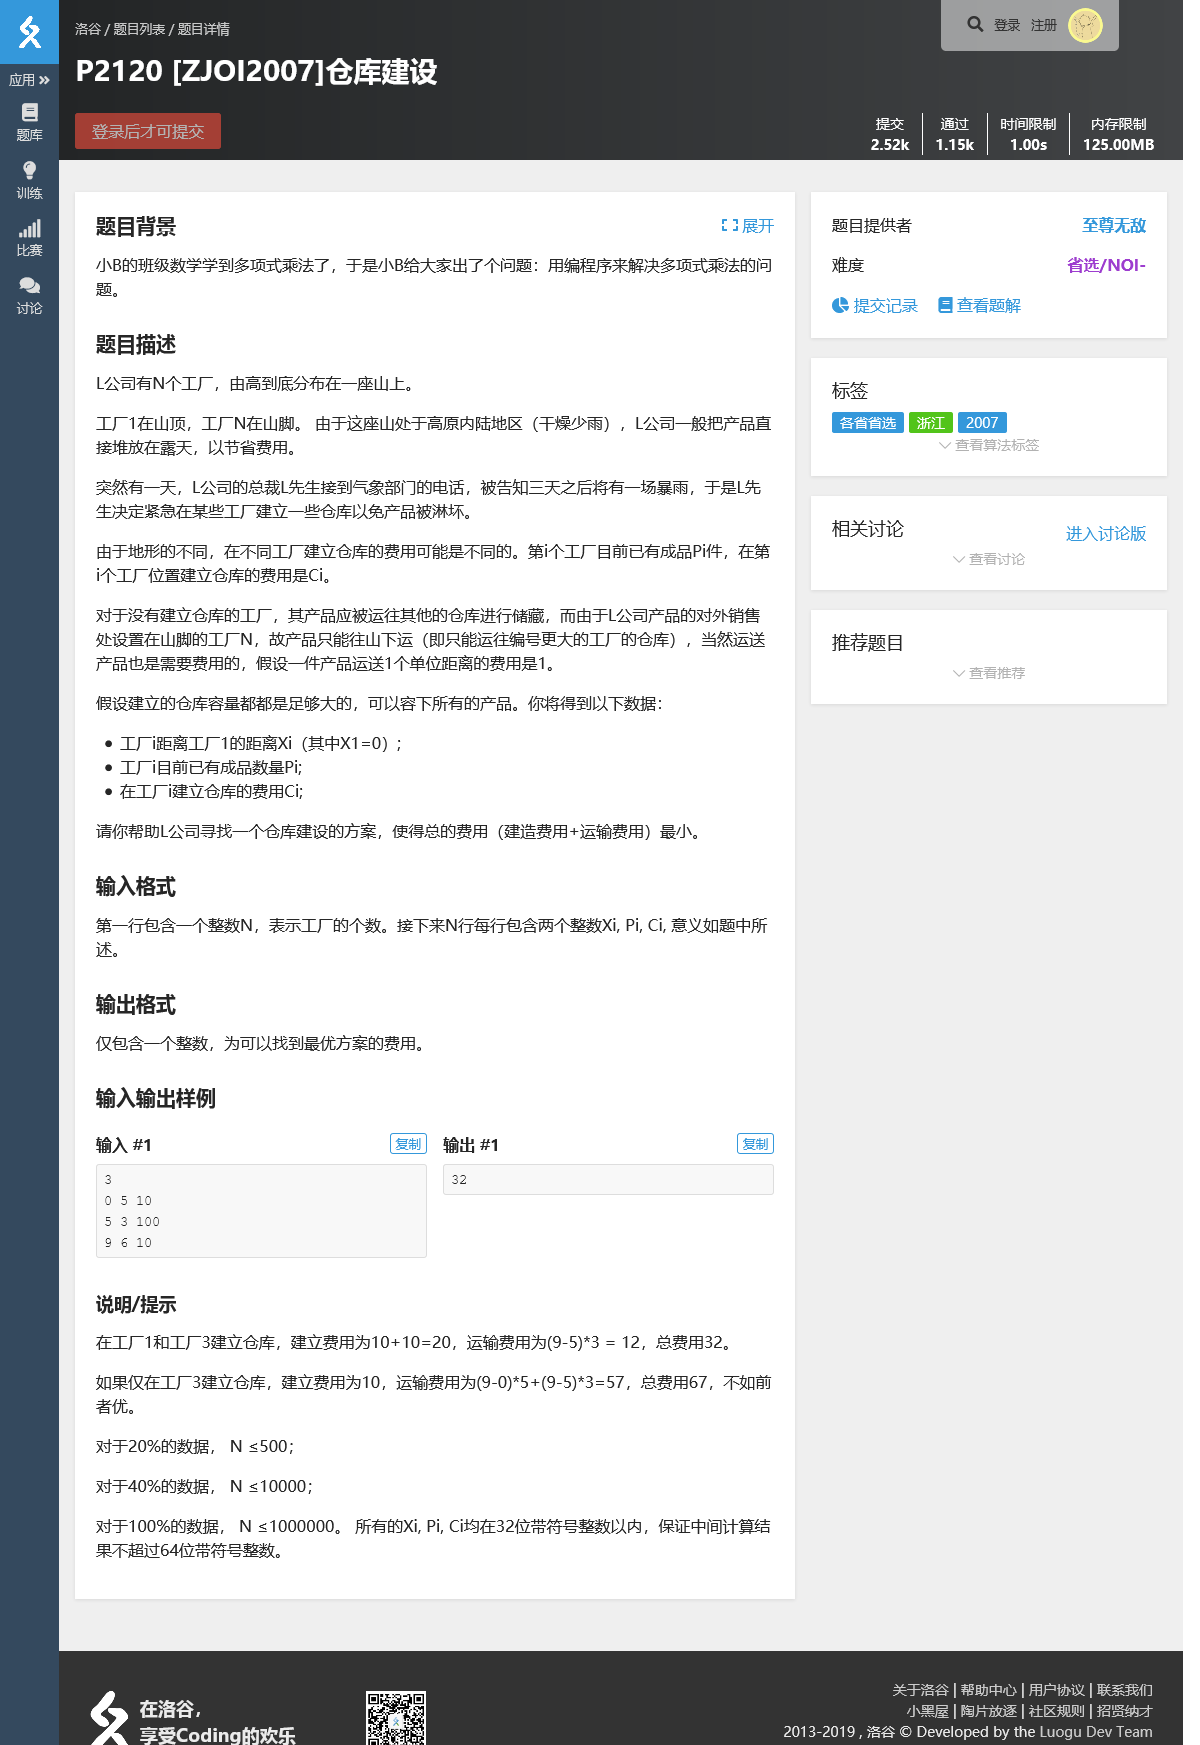 洛谷 / 题目列表 / 题目详情
登录 注册
P2120 [ZJOI2007]仓库建设
登录后才可提交
提交 通过 时间限制 内存限制
2.52k 1.15k 1.00s 125.00MB
应用
题库
训练
比赛
讨论
题目背景
展开
小B的班级数学学到多项式乘法了，于是小B给大家出了个问题：用编程序来解决多项式乘法的问
题。
题目描述
L公司有N个工厂，由高到底分布在一座山上。
工厂1在山顶，工厂N在山脚。 由于这座山处于高原内陆地区（干燥少雨），L公司一般把产品直
接堆放在露天，以节省费用。
突然有一天，L公司的总裁L先生接到气象部门的电话，被告知三天之后将有一场暴雨，于是L先
生决定紧急在某些工厂建立一些仓库以免产品被淋坏。
由于地形的不同，在不同工厂建立仓库的费用可能是不同的。第i个工厂目前已有成品Pi件，在第
i个工厂位置建立仓库的费用是Ci。
对于没有建立仓库的工厂，其产品应被运往其他的仓库进行储藏，而由于L公司产品的对外销售
处设置在山脚的工厂N，故产品只能往山下运（即只能运往编号更大的工厂的仓库），当然运送
产品也是需要费用的，假设一件产品运送1个单位距离的费用是1。
假设建立的仓库容量都都是足够大的，可以容下所有的产品。你将得到以下数据：
工厂i距离工厂1的距离Xi（其中X1=0）；
工厂i目前已有成品数量Pi;
在工厂i建立仓库的费用Ci;
请你帮助L公司寻找一个仓库建设的方案，使得总的费用（建造费用+运输费用）最小。
输入格式
第一行包含一个整数N，表示工厂的个数。接下来N行每行包含两个整数Xi, Pi, Ci, 意义如题中所
述。
输出格式
仅包含一个整数，为可以找到最优方案的费用。
输入输出样例
输入 #1
复制
3
0 5 10
5 3 100
9 6 10
输出 #1
复制
32
说明/提示
在工厂1和工厂3建立仓库，建立费用为10+10=20，运输费用为(9-5)*3 = 12，总费用32。
如果仅在工厂3建立仓库，建立费用为10，运输费用为(9-0)*5+(9-5)*3=57，总费用67，不如前
者优。
对于20%的数据， N ≤500；
对于40%的数据， N ≤10000；
对于100%的数据， N ≤1000000。 所有的Xi, Pi, Ci均在32位带符号整数以内，保证中间计算结
果不超过64位带符号整数。
题目提供者 至尊无敌
难度 省选/NOI-
提交记录 查看题解
标签
各省省选 浙江 2007
查看算法标签
相关讨论
进入讨论版
查看讨论
推荐题目
查看推荐
在洛谷，
享受Coding的欢乐
关于洛谷 | 帮助中心 | 用户协议 | 联系我们
小黑屋 | 陶片放逐 | 社区规则 | 招贤纳才
2013-2019 , 洛谷 © Developed by the Luogu Dev Team